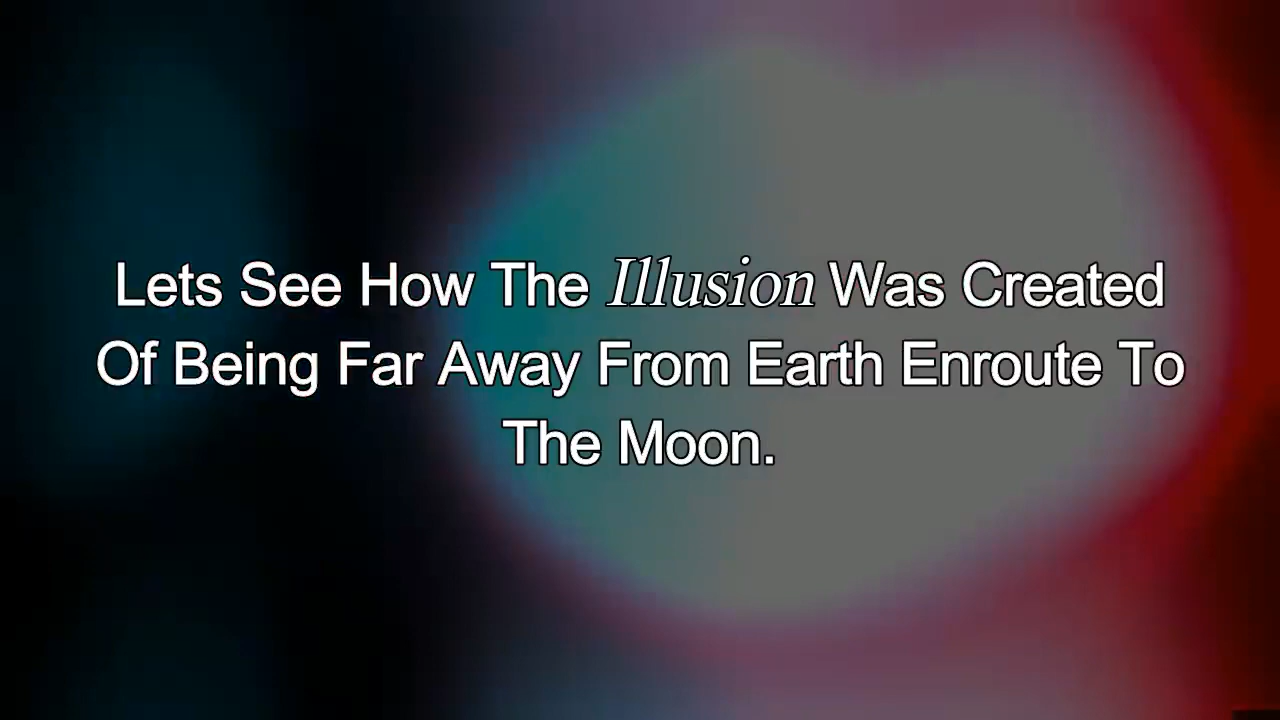 Lets See How The Illusion Was Created
Of Being Far Away From Earth Enroute To
The Moon.